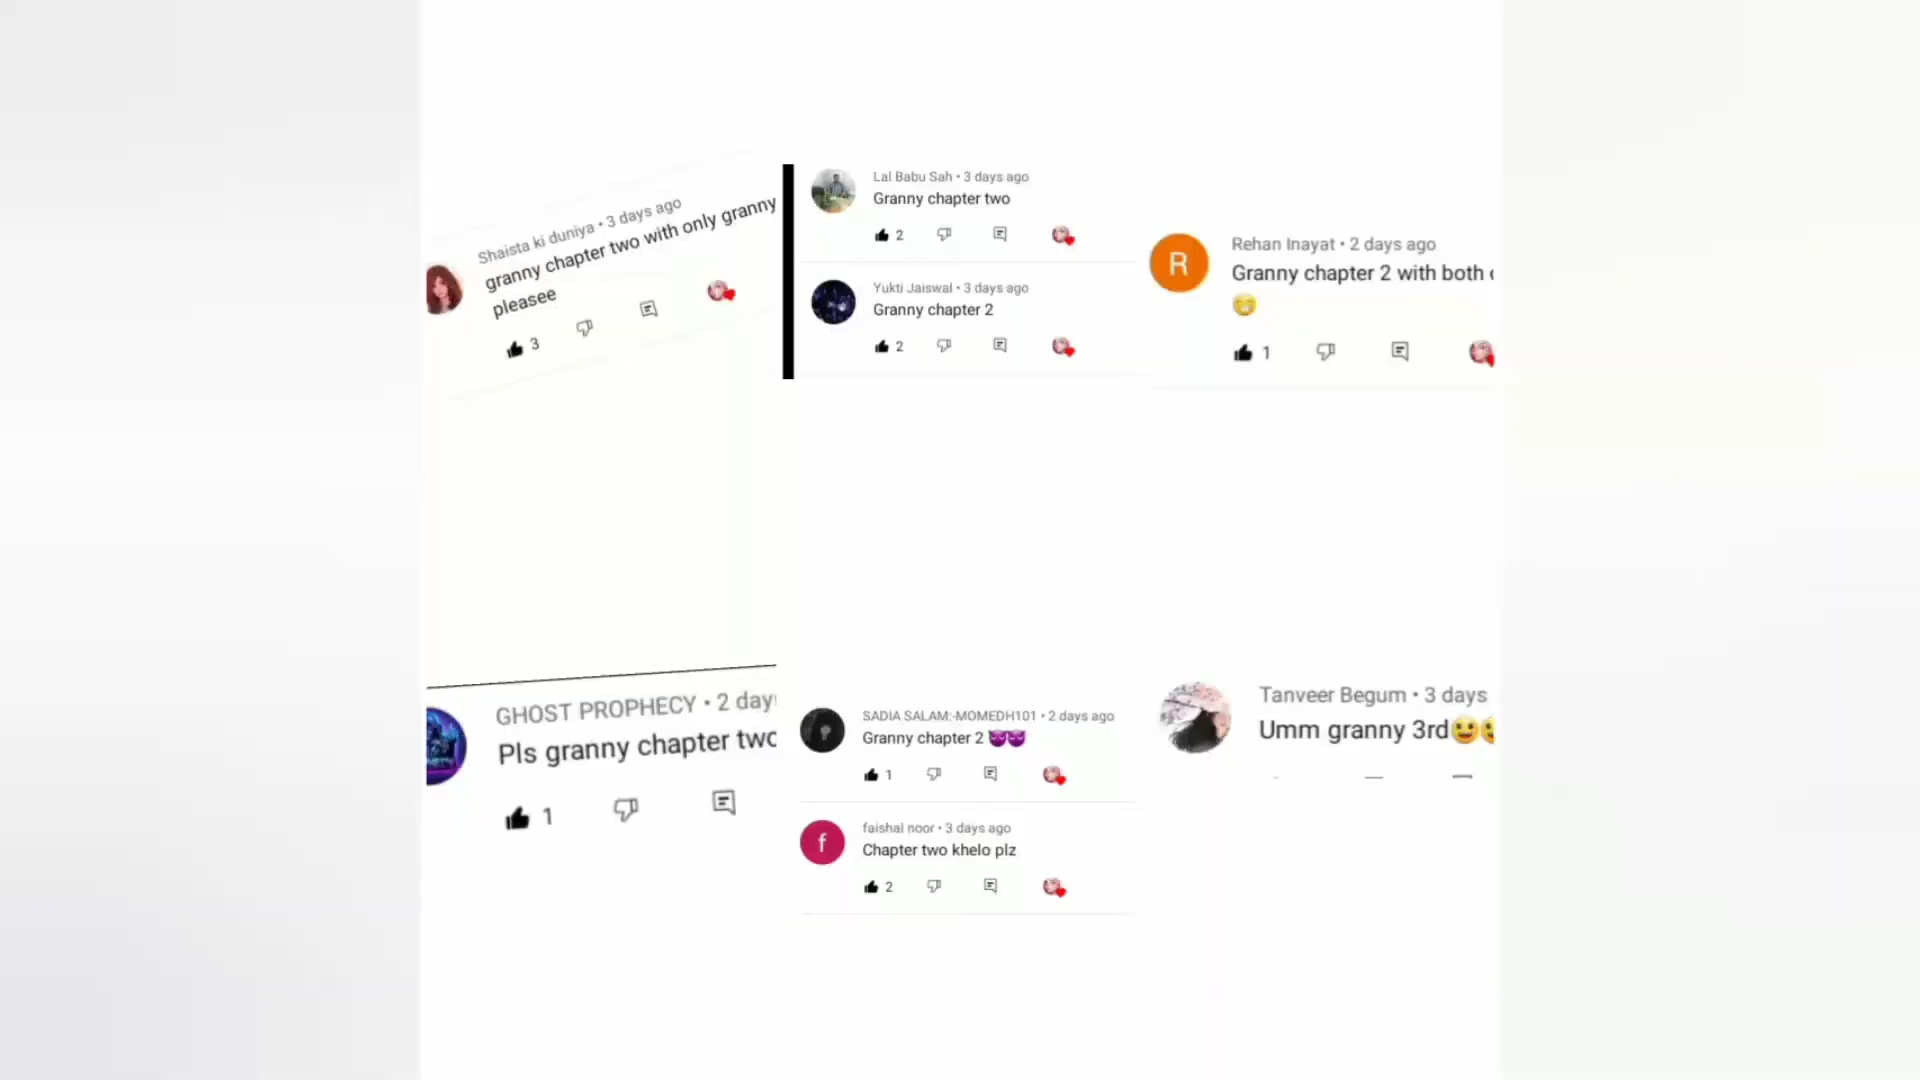 Shaista ki duniya • 3 days ago
granny chapter two with only granny
pleasee
3
Lal Babu Sah • 3 days ago
Granny chapter two
2
Yukti Jaiswal • 3 days ago
Granny chapter 2
2
R
Rehan Inayat • 2 days ago
Granny chapter 2 with both
😁
1
GHOST PROPHECY • 2 day
Pls granny chapter two
1
SADIA SALAM:-MOMEDH101 • 2 days ago
Granny chapter 2 😈😈
1
f
faishal noor • 3 days ago
Chapter two khelo plz
2
Tanveer Begum • 3 days
Umm granny 3rd😉